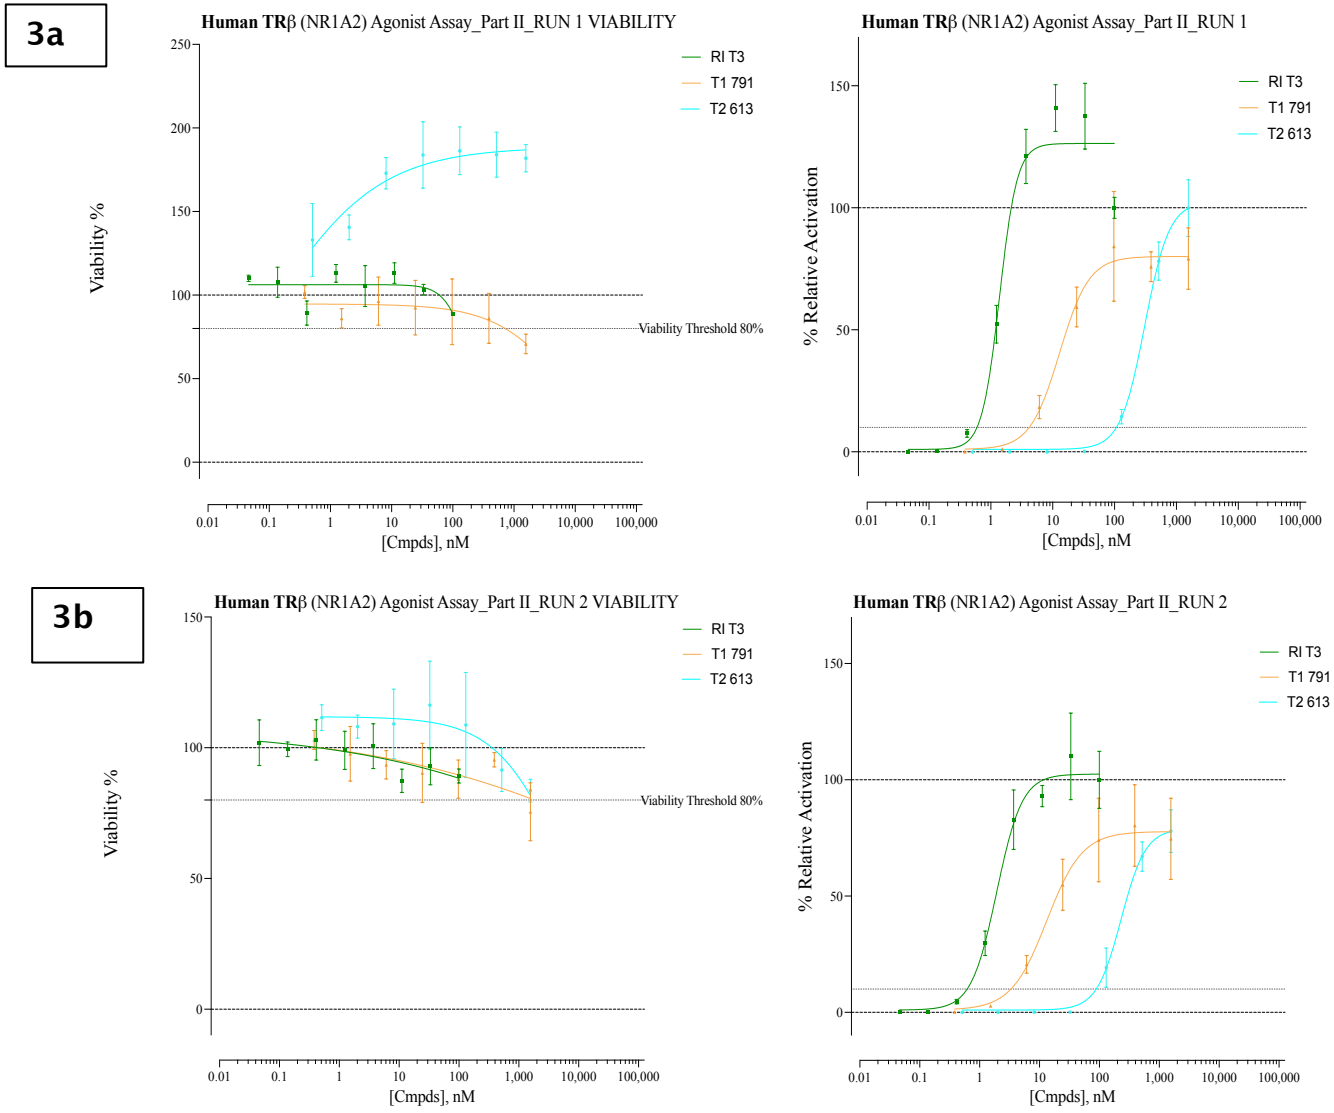 3a
Human TRβ (NR1A2) Agonist Assay_Part II_RUN 1 VIABILITY
250
200
150
100
50
0
Viability %
RI T3
T1 791
T2 613
Viability Threshold 80%
0.01 0.1 1 10 100 1,000 10,000 100,000
[Cmpds], nM
Human TRβ (NR1A2) Agonist Assay_Part II_RUN 1
150
100
50
0
% Relative Activation
RI T3
T1 791
T2 613
0.01 0.1 1 10 100 1,000 10,000 100,000
[Cmpds], nM
3b
Human TRβ (NR1A2) Agonist Assay_Part II_RUN 2 VIABILITY
150
100
50
0
Viability %
RI T3
T1 791
T2 613
Viability Threshold 80%
0.01 0.1 1 10 100 1,000 10,000 100,000
[Cmpds], nM
Human TRβ (NR1A2) Agonist Assay_Part II_RUN 2
150
100
50
0
% Relative Activation
RI T3
T1 791
T2 613
0.01 0.1 1 10 100 1,000 10,000 100,000
[Cmpds], nM